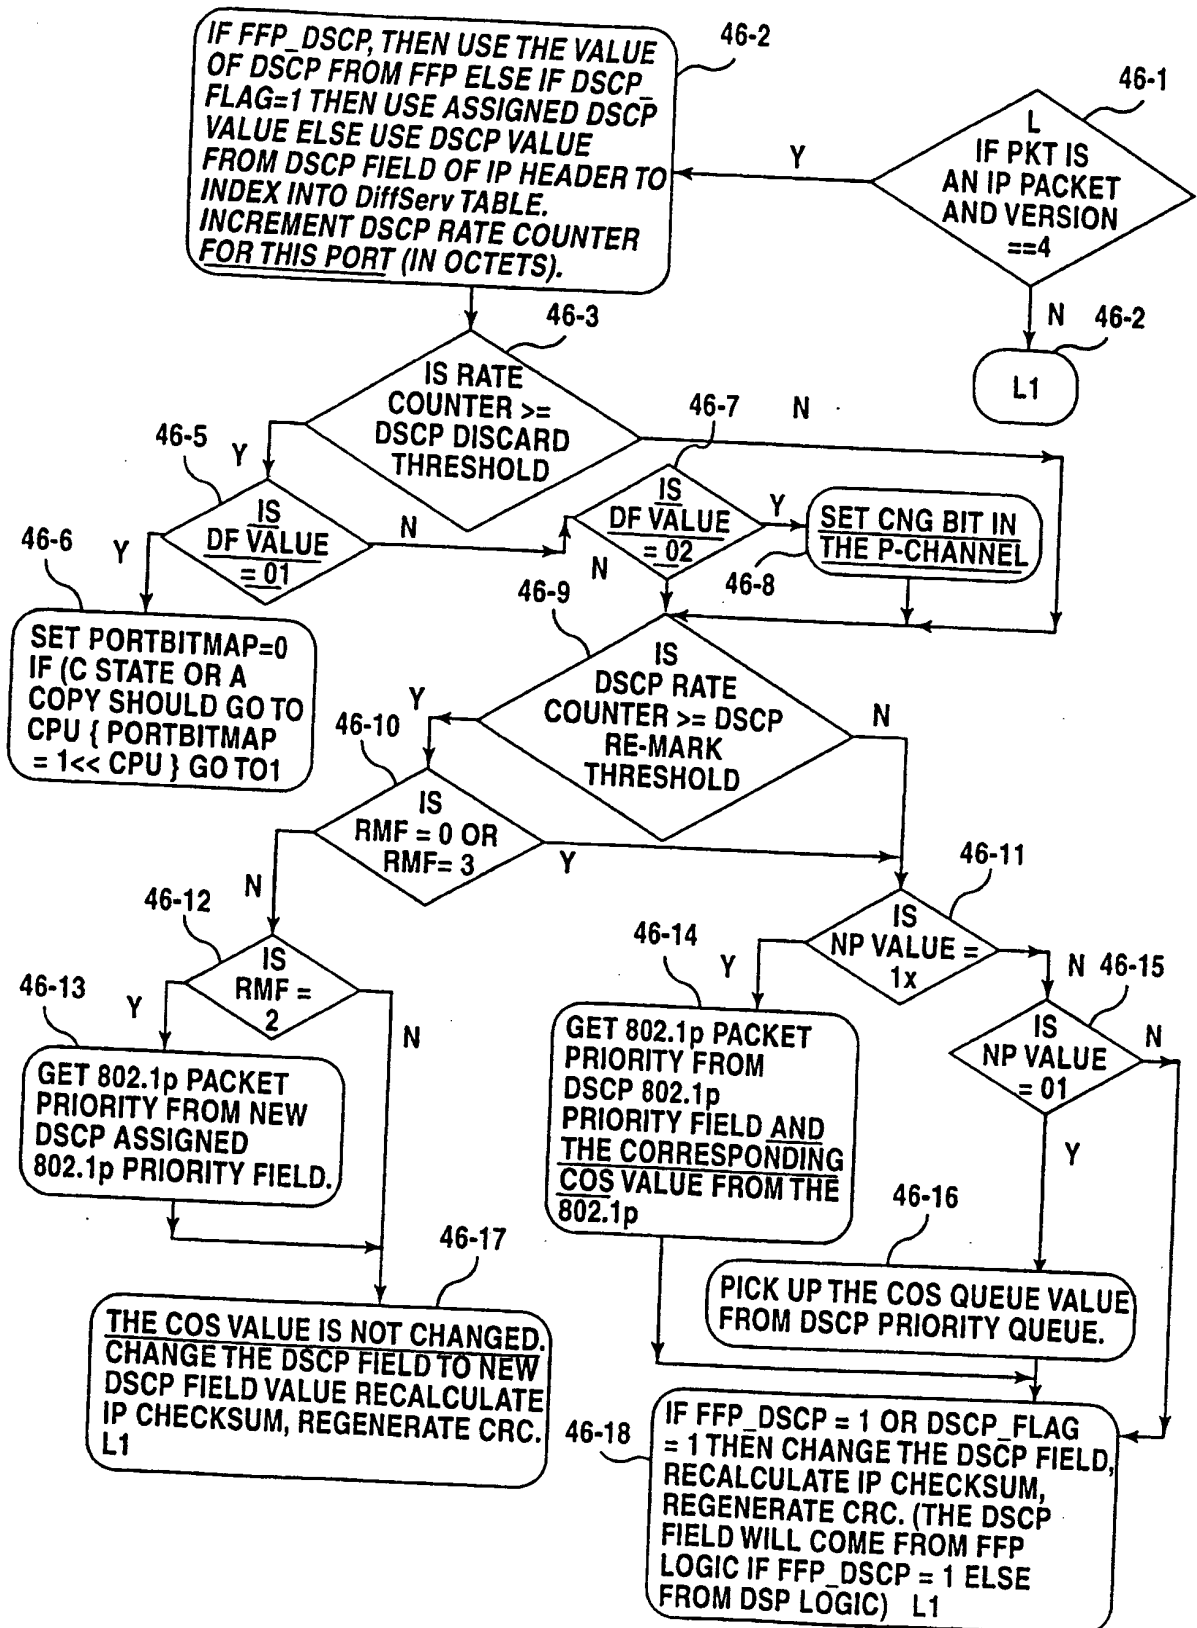 IF FFP_DSCP, THEN USE THE VALUE
OF DSCP FROM FFP ELSE IF DSCP_
FLAG=1 THEN USE ASSIGNED DSCP
VALUE ELSE USE DSCP VALUE
FROM DSCP FIELD OF IP HEADER TO
INDEX INTO DiffServ TABLE.
INCREMENT DSCP RATE COUNTER
FOR THIS PORT (IN OCTETS).
46-2
46-1
L
IF PKT IS
AN IP PACKET
AND VERSION
==4
Y
N
46-2
L1
46-3
IS RATE
COUNTER >=
DSCP DISCARD
THRESHOLD
Y
N
46-5
IS
DF VALUE
= 01
Y
N
46-7
IS
DF VALUE
= 02
Y
N
46-8
SET CNG BIT IN
THE P-CHANNEL
46-6
SET PORTBITMAP=0
IF (C STATE OR A
COPY SHOULD GO TO
CPU { PORTBITMAP
= 1<< CPU } GO TO1
46-9
IS
DSCP RATE
COUNTER >= DSCP
RE-MARK
THRESHOLD
Y
N
46-10
IS
RMF = 0 OR
RMF= 3
N
Y
46-11
IS
NP VALUE =
1x
Y
N
46-12
IS
RMF =
2
Y
N
46-13
GET 802.1p PACKET
PRIORITY FROM NEW
DSCP ASSIGNED
802.1p PRIORITY FIELD.
46-14
GET 802.1p PACKET
PRIORITY FROM
DSCP 802.1p
PRIORITY FIELD AND
THE CORRESPONDING
COS VALUE FROM THE
802.1p
46-15
IS
NP VALUE
= 01
N
Y
46-16
PICK UP THE COS QUEUE VALUE
FROM DSCP PRIORITY QUEUE.
46-17
THE COS VALUE IS NOT CHANGED.
CHANGE THE DSCP FIELD TO NEW
DSCP FIELD VALUE RECALCULATE
IP CHECKSUM, REGENERATE CRC.
L1
46-18
IF FFP_DSCP = 1 OR DSCP_FLAG
= 1 THEN CHANGE THE DSCP FIELD,
RECALCULATE IP CHECKSUM,
REGENERATE CRC. (THE DSCP
FIELD WILL COME FROM FFP
LOGIC IF FFP_DSCP = 1 ELSE
FROM DSP LOGIC) L1